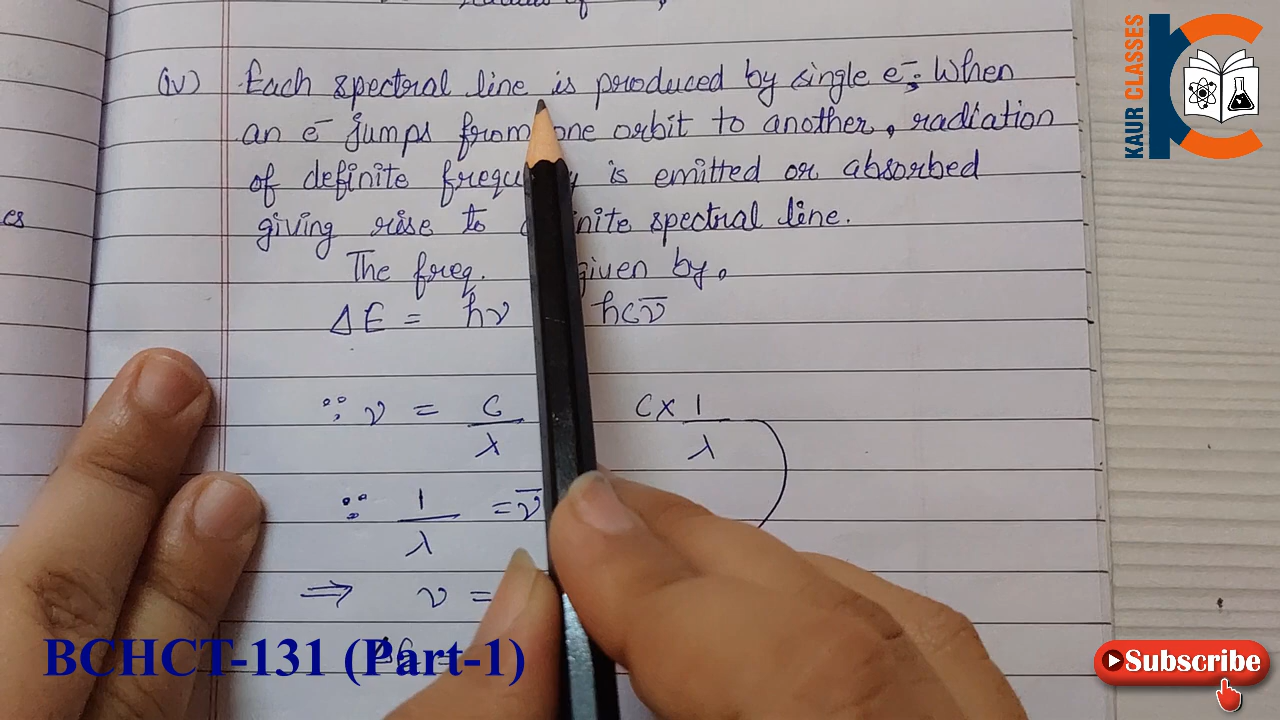 (iv) Each spectral line is produced by single e⁻. When
an e⁻ jumps from one orbit to another, radiation
of definite is emitted or absorbed
giving rise to spectral line.
The freq. given by,
ΔE = hν hcν̄
∵ ν = c/λ c × 1/λ
∵ 1/λ = ν̄
⇒ ν =
es
KAUR CLASSES
BCHCT-131 (Part-1)
Subscribe